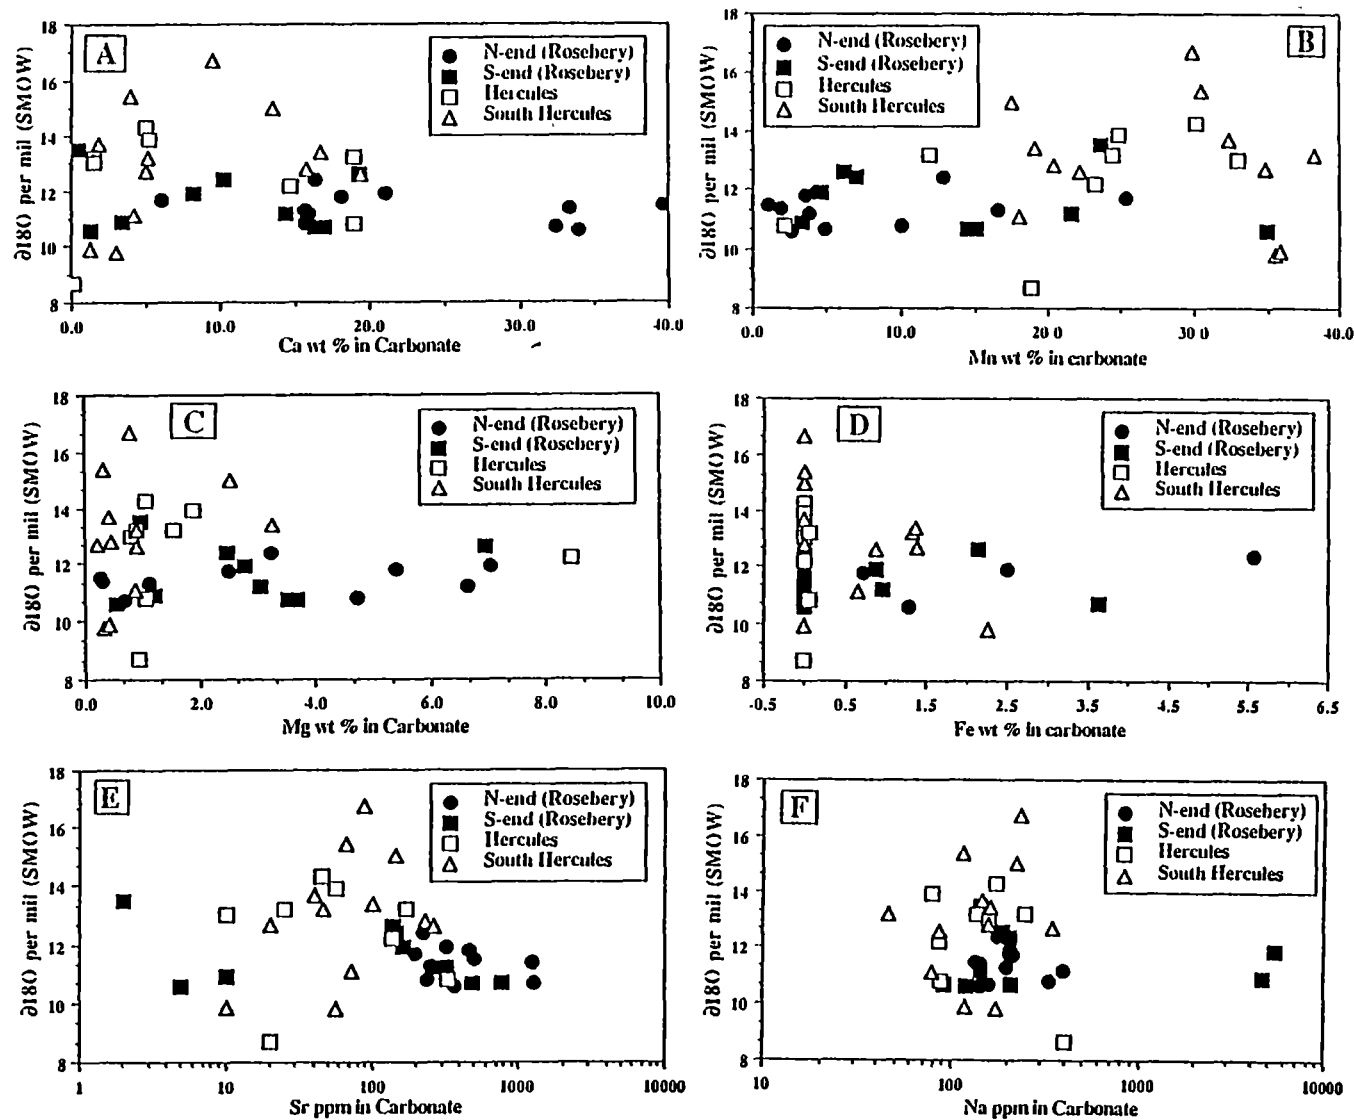 A
N-end (Rosebery)
S-end (Rosebery)
Hercules
South Hercules
18
16
14
12
10
8
∂18O per mil (SMOW)
0.0 10.0 20.0 30.0 40.0
Ca wt % in Carbonate
B
N-end (Rosebery)
S-end (Rosebery)
Hercules
South Hercules
18
16
14
12
10
8
∂18O per mil (SMOW)
0.0 10.0 20.0 30.0 40.0
Mn wt % in carbonate
C
N-end (Rosebery)
S-end (Rosebery)
Hercules
South Hercules
18
16
14
12
10
8
∂18O per mil (SMOW)
0.0 2.0 4.0 6.0 8.0 10.0
Mg wt % in Carbonate
D
N-end (Rosebery)
S-end (Rosebery)
Hercules
South Hercules
18
16
14
12
10
8
∂18O per mil (SMOW)
-0.5 0.5 1.5 2.5 3.5 4.5 5.5 6.5
Fe wt % in carbonate
E
N-end (Rosebery)
S-end (Rosebery)
Hercules
South Hercules
18
16
14
12
10
8
∂18O per mil (SMOW)
1 10 100 1000 10000
Sr ppm in Carbonate
F
N-end (Rosebery)
S-end (Rosebery)
Hercules
South Hercules
18
16
14
12
10
8
∂18O per mil (SMOW)
10 100 1000 10000
Na ppm in Carbonate